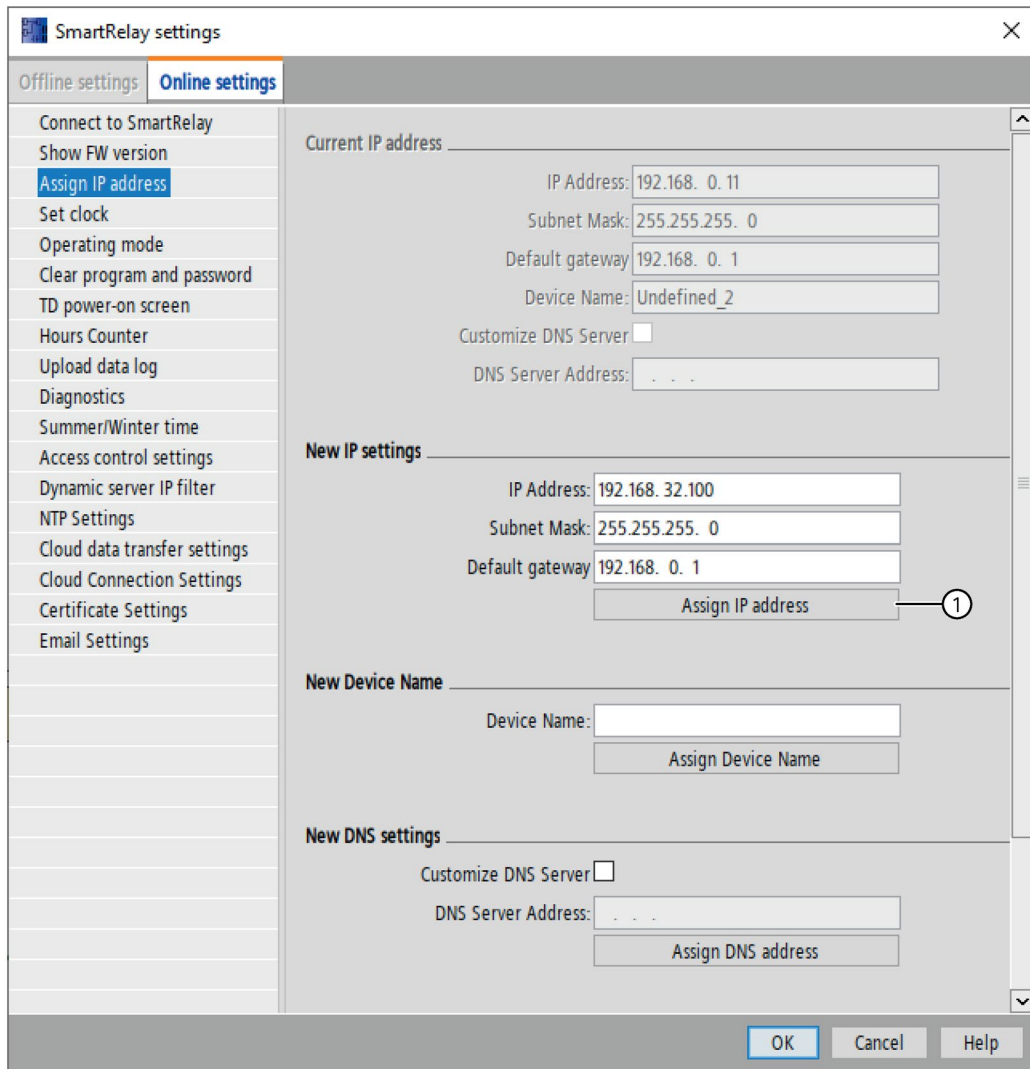 SmartRelay settings
Offline settings
Online settings
Connect to SmartRelay
Show FW version
Assign IP address
Set clock
Operating mode
Clear program and password
TD power-on screen
Hours Counter
Upload data log
Diagnostics
Summer/Winter time
Access control settings
Dynamic server IP filter
NTP Settings
Cloud data transfer settings
Cloud Connection Settings
Certificate Settings
Email Settings
Current IP address
IP Address: 192.168. 0. 11
Subnet Mask: 255.255.255. 0
Default gateway 192.168. 0. 1
Device Name: Undefined_2
Customize DNS Server
DNS Server Address: . . .
New IP settings
IP Address: 192.168. 32.100
Subnet Mask: 255.255.255. 0
Default gateway 192.168. 0. 1
Assign IP address
1
New Device Name
Device Name:
Assign Device Name
New DNS settings
Customize DNS Server
DNS Server Address: . . .
Assign DNS address
OK
Cancel
Help